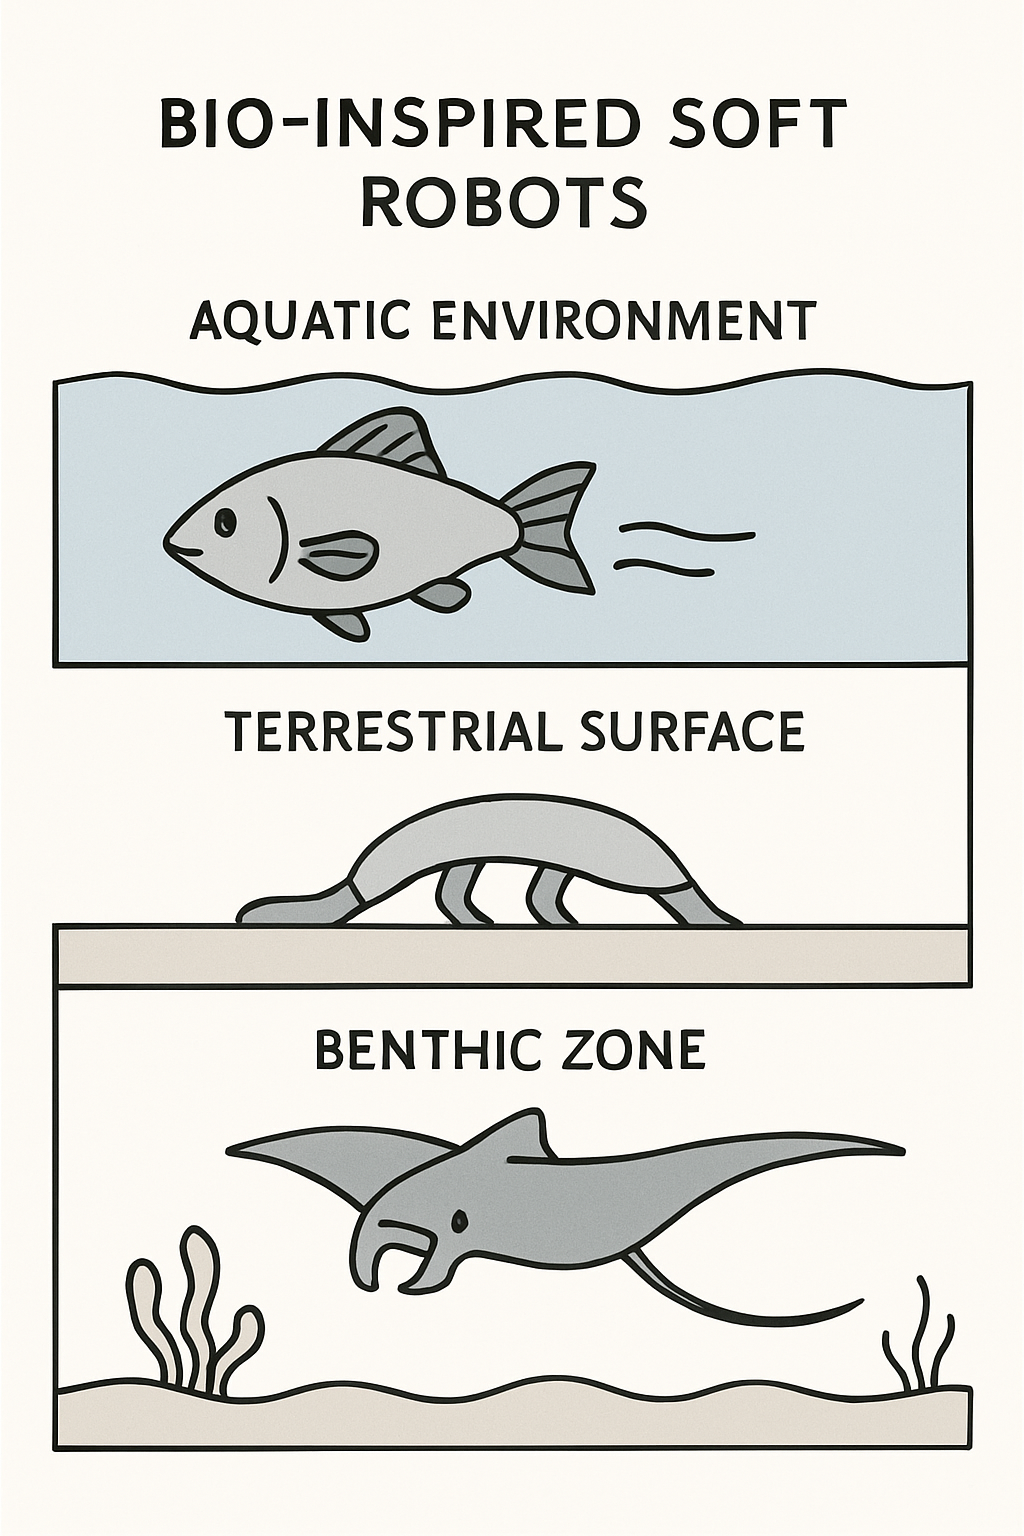 BIO-INSPIRED SOFT
ROBOTS
AQUATIC ENVIRONMENT
TERRESTRIAL SURFACE
BENTHIC ZONE